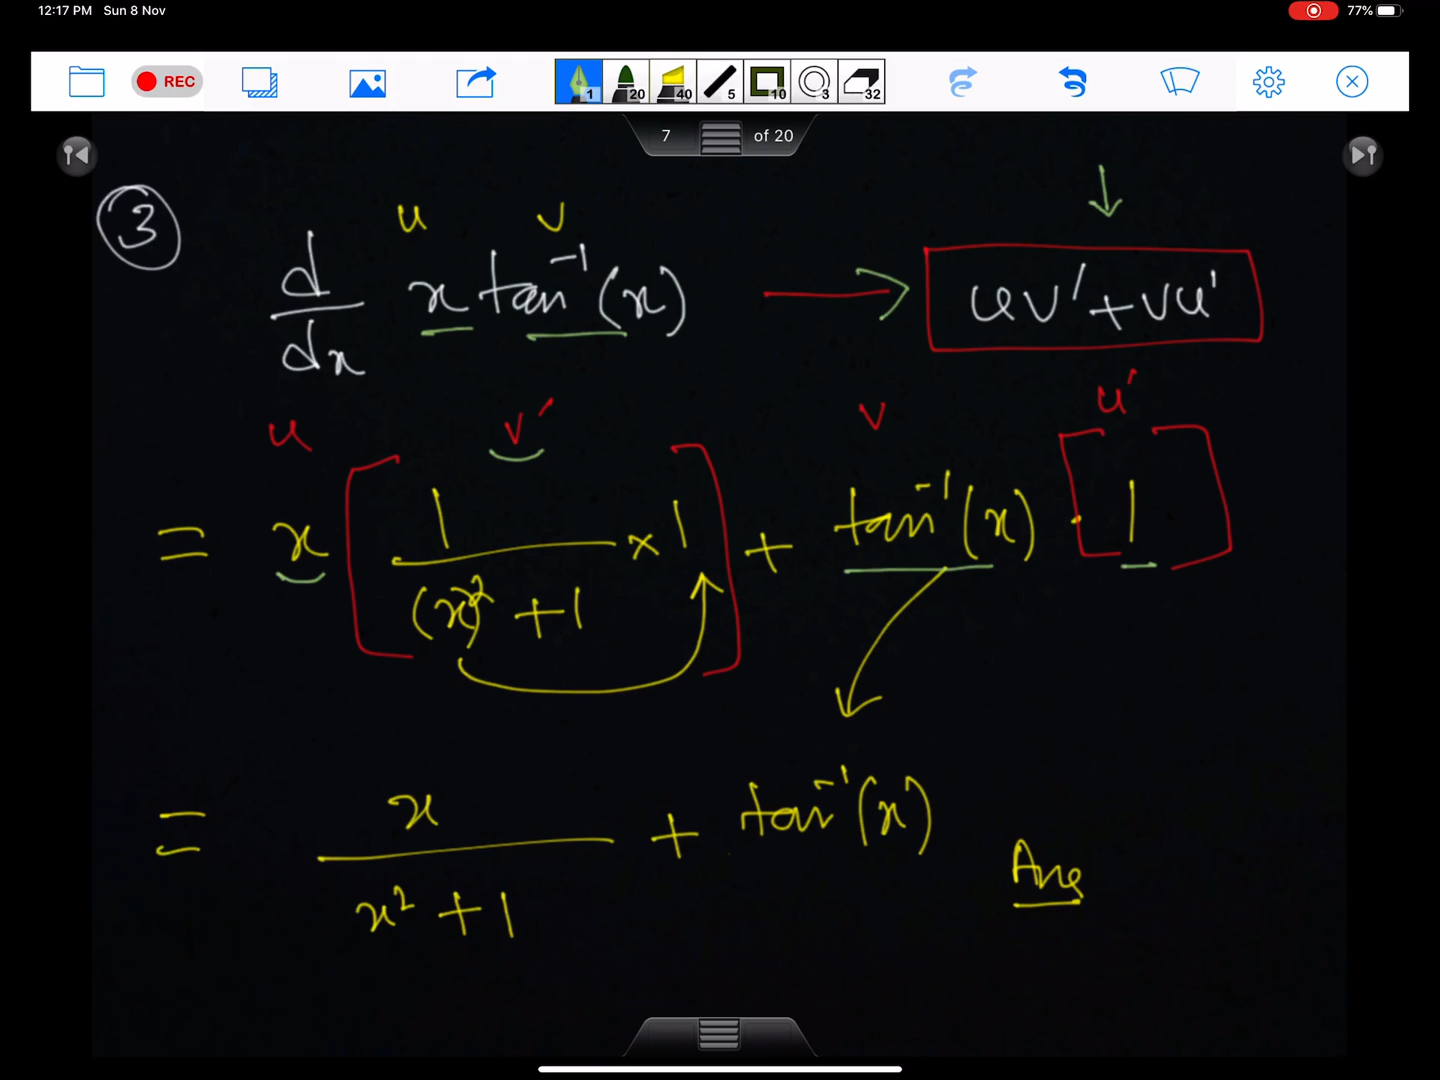 12:17 PM Sun 8 Nov 77%
REC 1 20 40 5 10 3 32
7 of 20
③ u v
d/dx x tan⁻¹(x) → uv' + vu'
u v' v u'
= x [ 1/((x)² + 1) × 1 ] + tan⁻¹(x) · [ 1 ]
= x/(x² + 1) + tan⁻¹(x)
Ans